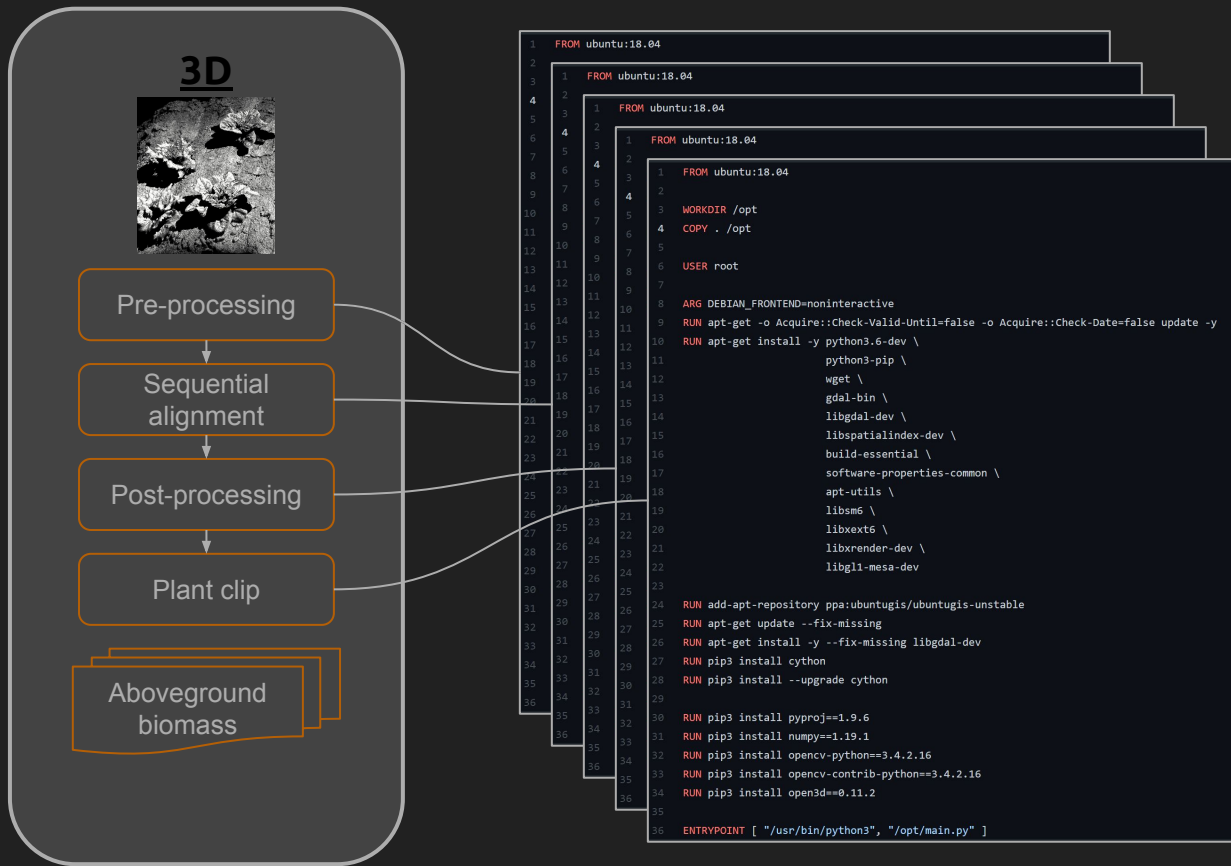 3D
Pre-processing
Sequential
alignment
Post-processing
Plant clip
Aboveground
biomass
1 FROM ubuntu:18.04
1 FROM ubuntu:18.04
1 FROM ubuntu:18.04
1 FROM ubuntu:18.04
1 FROM ubuntu:18.04
2
3 WORKDIR /opt
4 COPY . /opt
5
6 USER root
7
8 ARG DEBIAN_FRONTEND=noninteractive
9 RUN apt-get -o Acquire::Check-Valid-Until=false -o Acquire::Check-Date=false update -y
10 RUN apt-get install -y python3.6-dev \
11 python3-pip \
12 wget \
13 gdal-bin \
14 libgdal-dev \
15 libspatialindex-dev \
16 build-essential \
17 software-properties-common \
18 apt-utils \
19 libsm6 \
20 libxext6 \
21 libxrender-dev \
22 libgl1-mesa-dev
23
24 RUN add-apt-repository ppa:ubuntugis/ubuntugis-unstable
25 RUN apt-get update --fix-missing
26 RUN apt-get install -y --fix-missing libgdal-dev
27 RUN pip3 install cython
28 RUN pip3 install --upgrade cython
29
30 RUN pip3 install pyproj==1.9.6
31 RUN pip3 install numpy==1.19.1
32 RUN pip3 install opencv-python==3.4.2.16
33 RUN pip3 install opencv-contrib-python==3.4.2.16
34 RUN pip3 install open3d==0.11.2
35
36 ENTRYPOINT [ "/usr/bin/python3", "/opt/main.py" ]